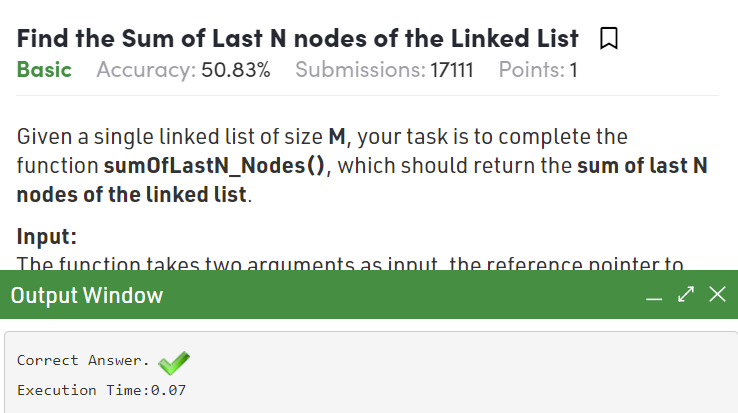 Find the Sum of Last N nodes of the Linked List
Basic Accuracy: 50.83% Submissions: 17111 Points: 1
Given a single linked list of size M, your task is to complete the
function sumOfLastN_Nodes(), which should return the sum of last N
nodes of the linked list.
Input:
The function takes two arguments as input, the reference pointer to
Output Window
Correct Answer.
Execution Time:0.07